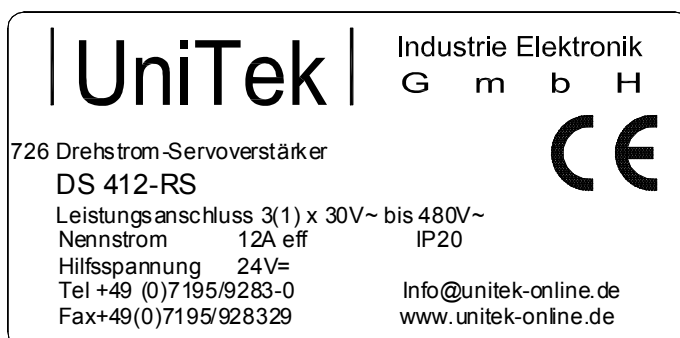 UniTek
Industrie Elektronik
G m b H
CE
726 Drehstrom-Servoverstärker
DS 412-RS
Leistungsanschluss 3(1) x 30V~ bis 480V~
Nennstrom 12A eff IP20
Hilfsspannung 24V=
Tel +49 (0)7195/9283-0 Info@unitek-online.de
Fax+49(0)7195/928329 www.unitek-online.de